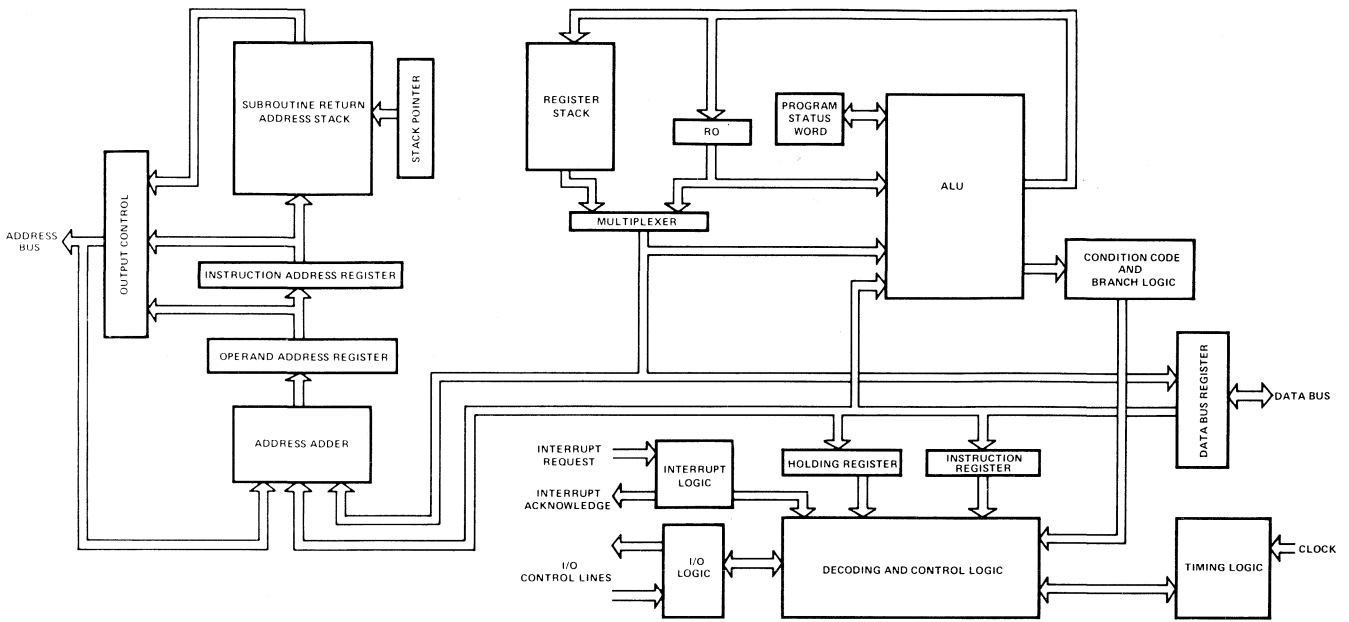 SUBROUTINE RETURN
ADDRESS STACK
STACK POINTER
REGISTER
STACK
RO
PROGRAM
STATUS
WORD
ALU
MULTIPLEXER
OUTPUT CONTROL
ADDRESS
BUS
INSTRUCTION ADDRESS REGISTER
CONDITION CODE
AND
BRANCH LOGIC
OPERAND ADDRESS REGISTER
DATA BUS REGISTER
DATA BUS
ADDRESS ADDER
INTERRUPT
REQUEST
INTERRUPT
ACKNOWLEDGE
INTERRUPT
LOGIC
HOLDING REGISTER
INSTRUCTION
REGISTER
I/O
CONTROL LINES
I/O
LOGIC
DECODING AND CONTROL LOGIC
TIMING LOGIC
CLOCK